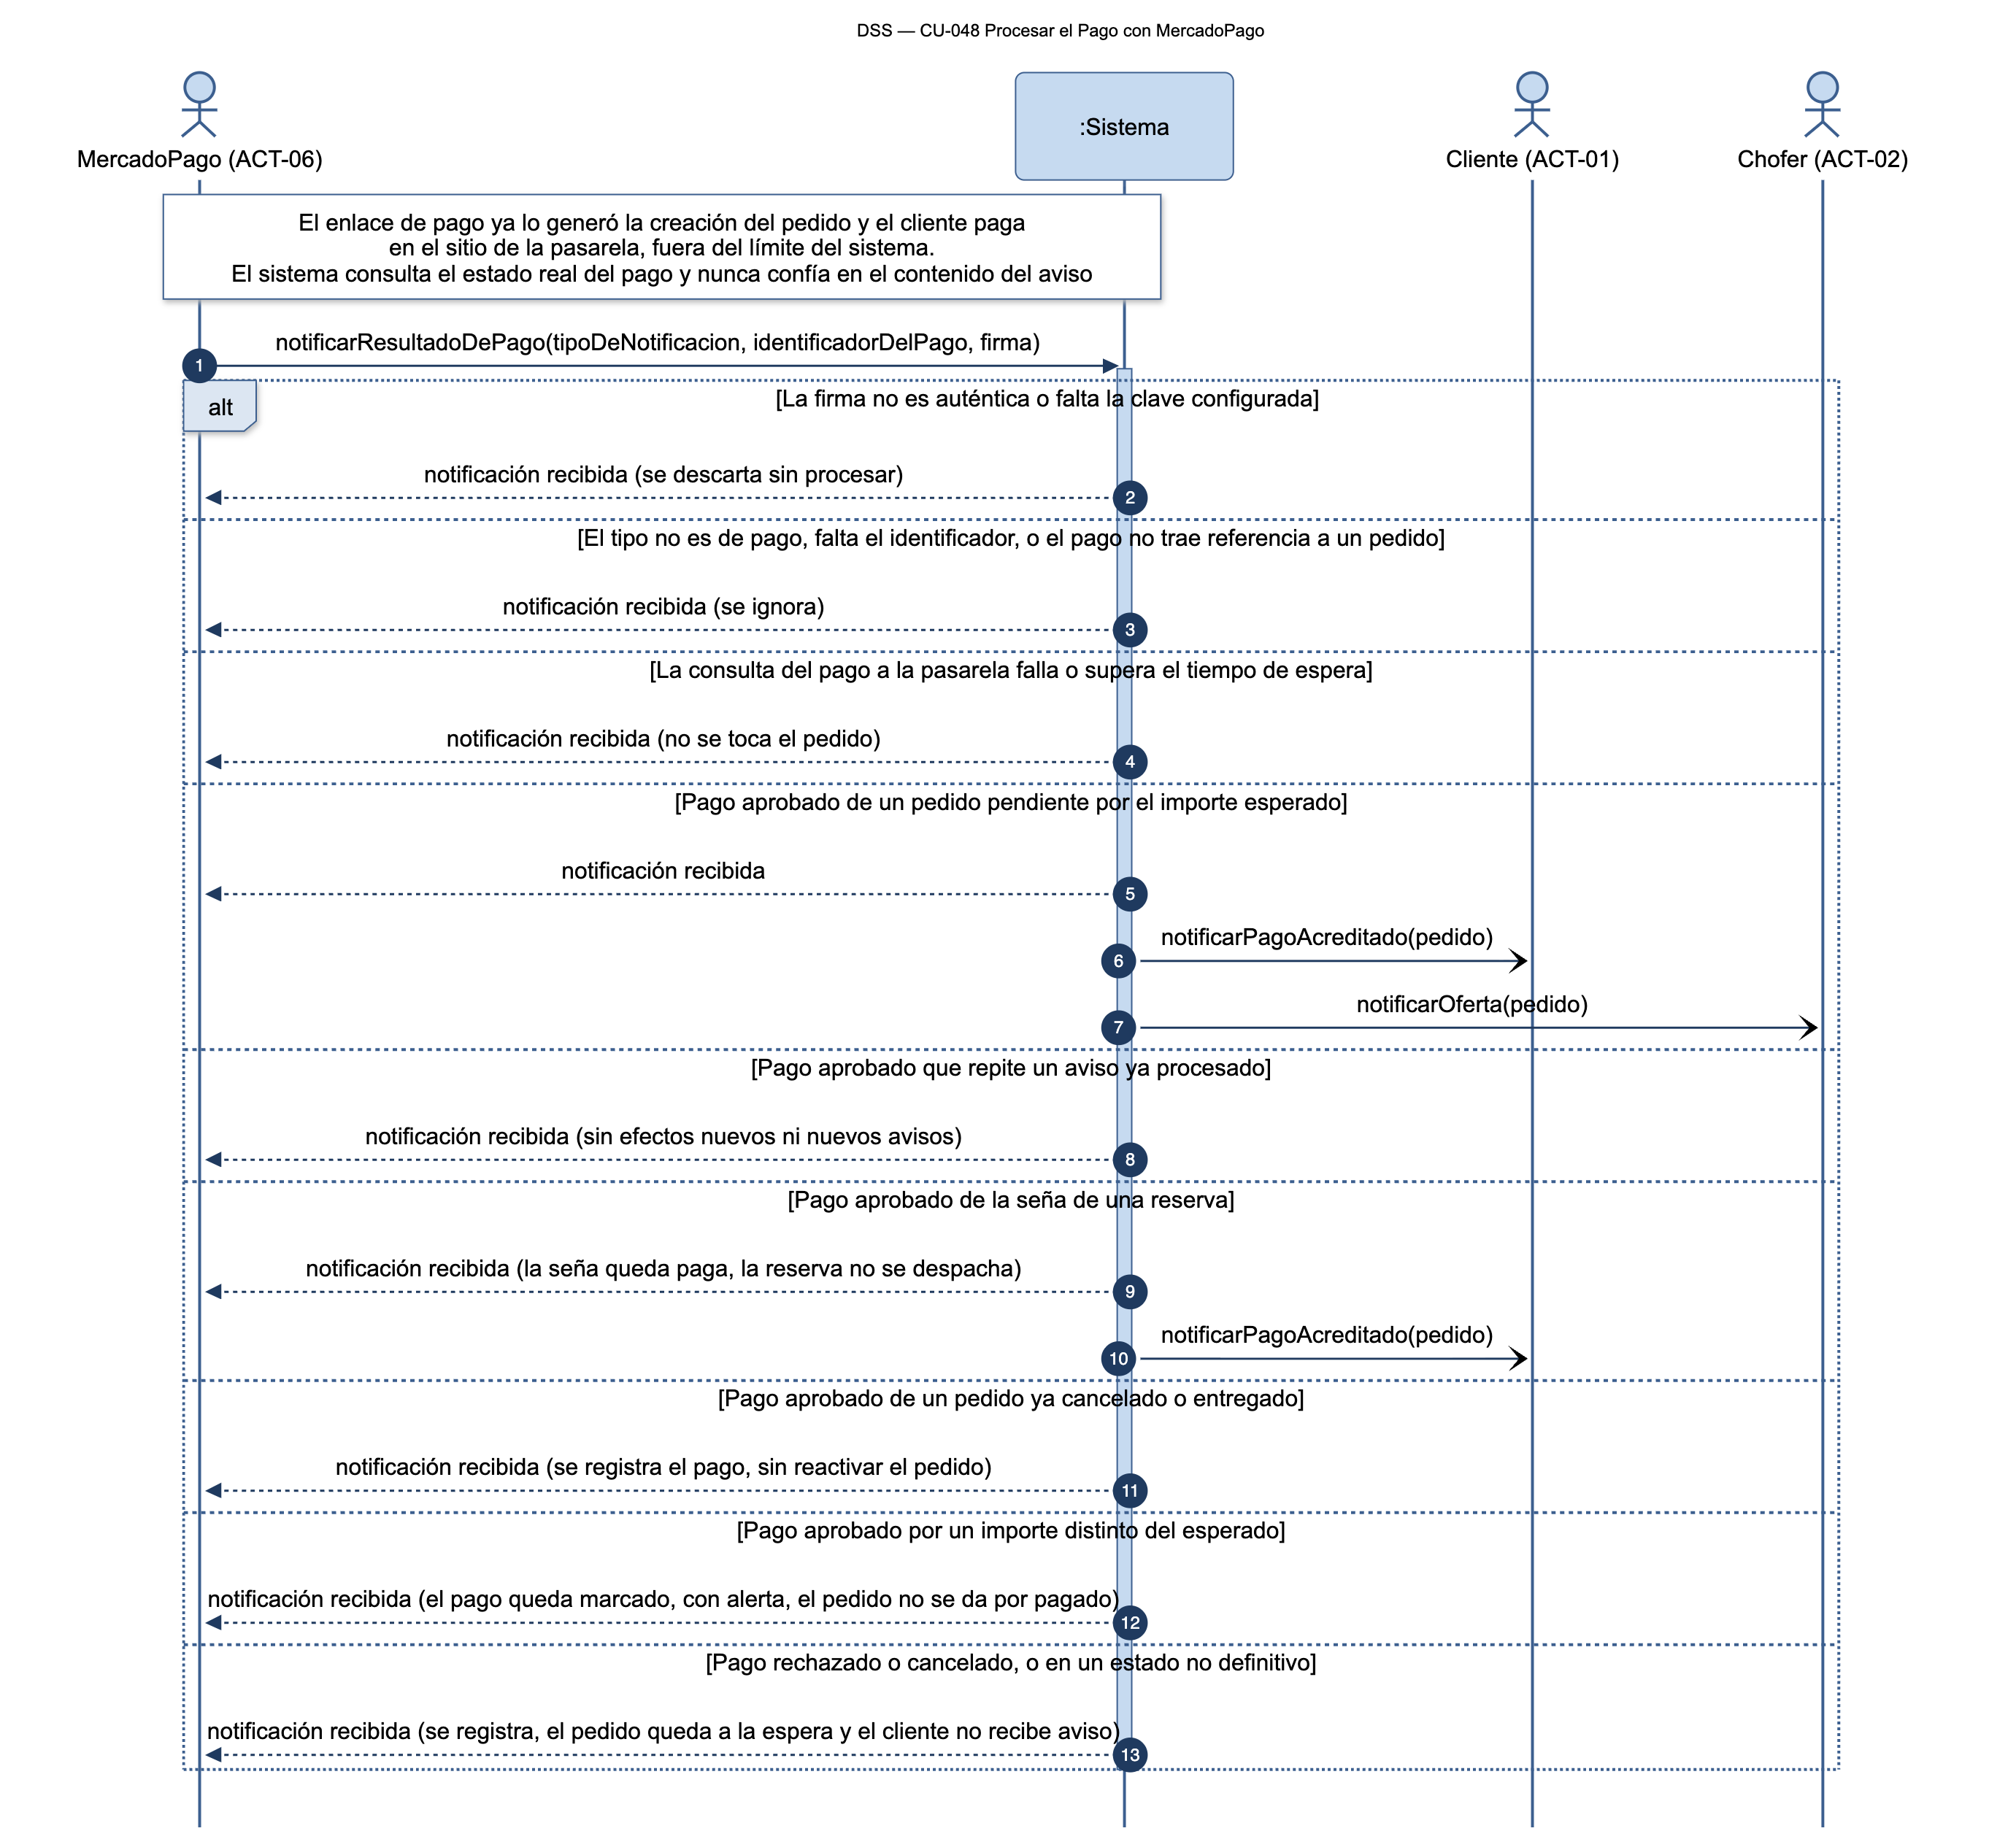 DSS — CU-048 Procesar el Pago con MercadoPago
:Sistema
MercadoPago (ACT-06)
Cliente (ACT-01)
Chofer (ACT-02)
El enlace de pago ya lo generó la creación del pedido y el cliente paga
en el sitio de la pasarela, fuera del límite del sistema.
El sistema consulta el estado real del pago y nunca confía en el contenido del aviso
notificarResultadoDePago(tipoDeNotificacion, identificadorDelPago, firma)
1
alt
[La firma no es auténtica o falta la clave configurada]
notificación recibida (se descarta sin procesar)
2
[El tipo no es de pago, falta el identificador, o el pago no trae referencia a un pedido]
notificación recibida (se ignora)
3
[La consulta del pago a la pasarela falla o supera el tiempo de espera]
notificación recibida (no se toca el pedido)
4
[Pago aprobado de un pedido pendiente por el importe esperado]
notificación recibida
5
notificarPagoAcreditado(pedido)
6
notificarOferta(pedido)
7
[Pago aprobado que repite un aviso ya procesado]
notificación recibida (sin efectos nuevos ni nuevos avisos)
8
[Pago aprobado de la seña de una reserva]
notificación recibida (la seña queda paga, la reserva no se despacha)
9
notificarPagoAcreditado(pedido)
10
[Pago aprobado de un pedido ya cancelado o entregado]
notificación recibida (se registra el pago, sin reactivar el pedido)
11
[Pago aprobado por un importe distinto del esperado]
notificación recibida (el pago queda marcado, con alerta, el pedido no se da por pagado)
12
[Pago rechazado o cancelado, o en un estado no definitivo]
notificación recibida (se registra, el pedido queda a la espera y el cliente no recibe aviso)
13